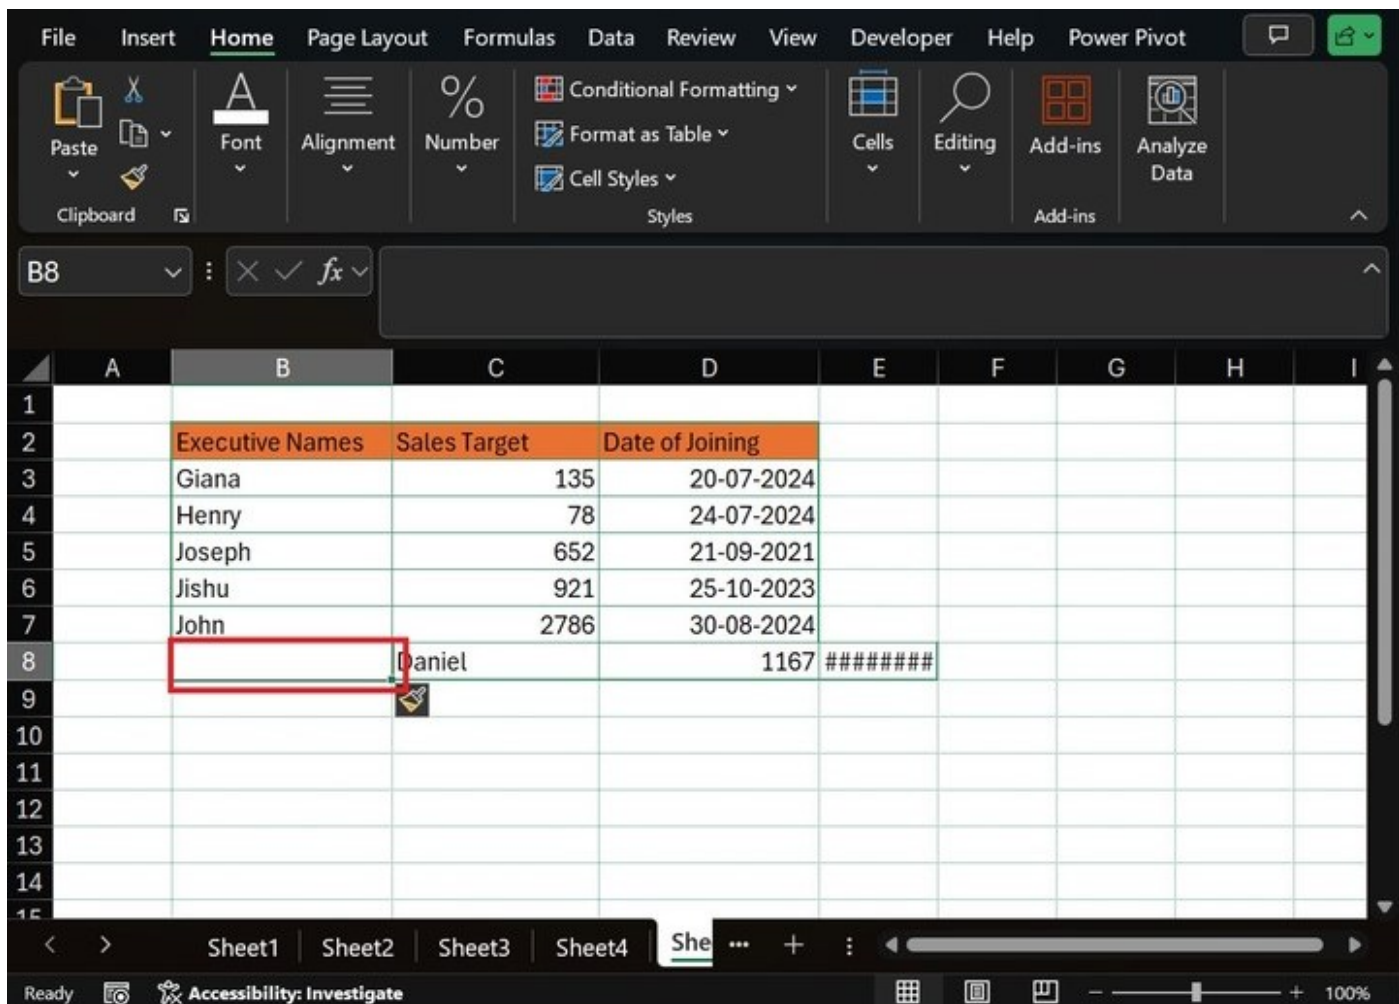 File Insert Home Page Layout Formulas Data Review View Developer Help Power Pivot
Paste
Clipboard
Font
Alignment
%
Number
Conditional Formatting
Format as Table
Cell Styles
Styles
Cells
Editing
Add-ins
Add-ins
Analyze
Data
B8 fx
A B C D E F G H I
1
2 Executive Names Sales Target Date of Joining
3 Giana 135 20-07-2024
4 Henry 78 24-07-2024
5 Joseph 652 21-09-2021
6 Jishu 921 25-10-2023
7 John 2786 30-08-2024
8 Daniel 1167 ########
9
10
11
12
13
14
15
Sheet1 Sheet2 Sheet3 Sheet4 She ...
Ready Accessibility: Investigate 100%